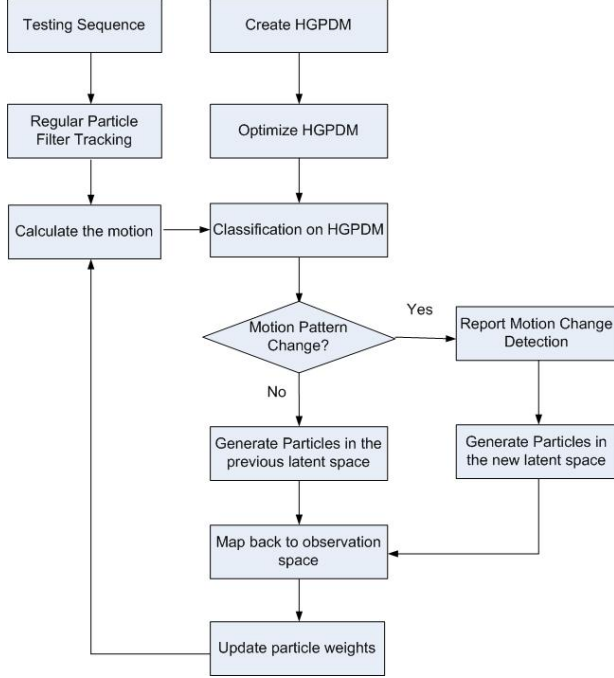 Testing Sequence
Create HGPDM
Regular Particle
Filter Tracking
Optimize HGPDM
Calculate the motion
Classification on HGPDM
Motion Pattern
Change?
Yes
Report Motion Change
Detection
No
Generate Particles in the
previous latent space
Generate Particles in
the new latent space
Map back to observation
space
Update particle weights